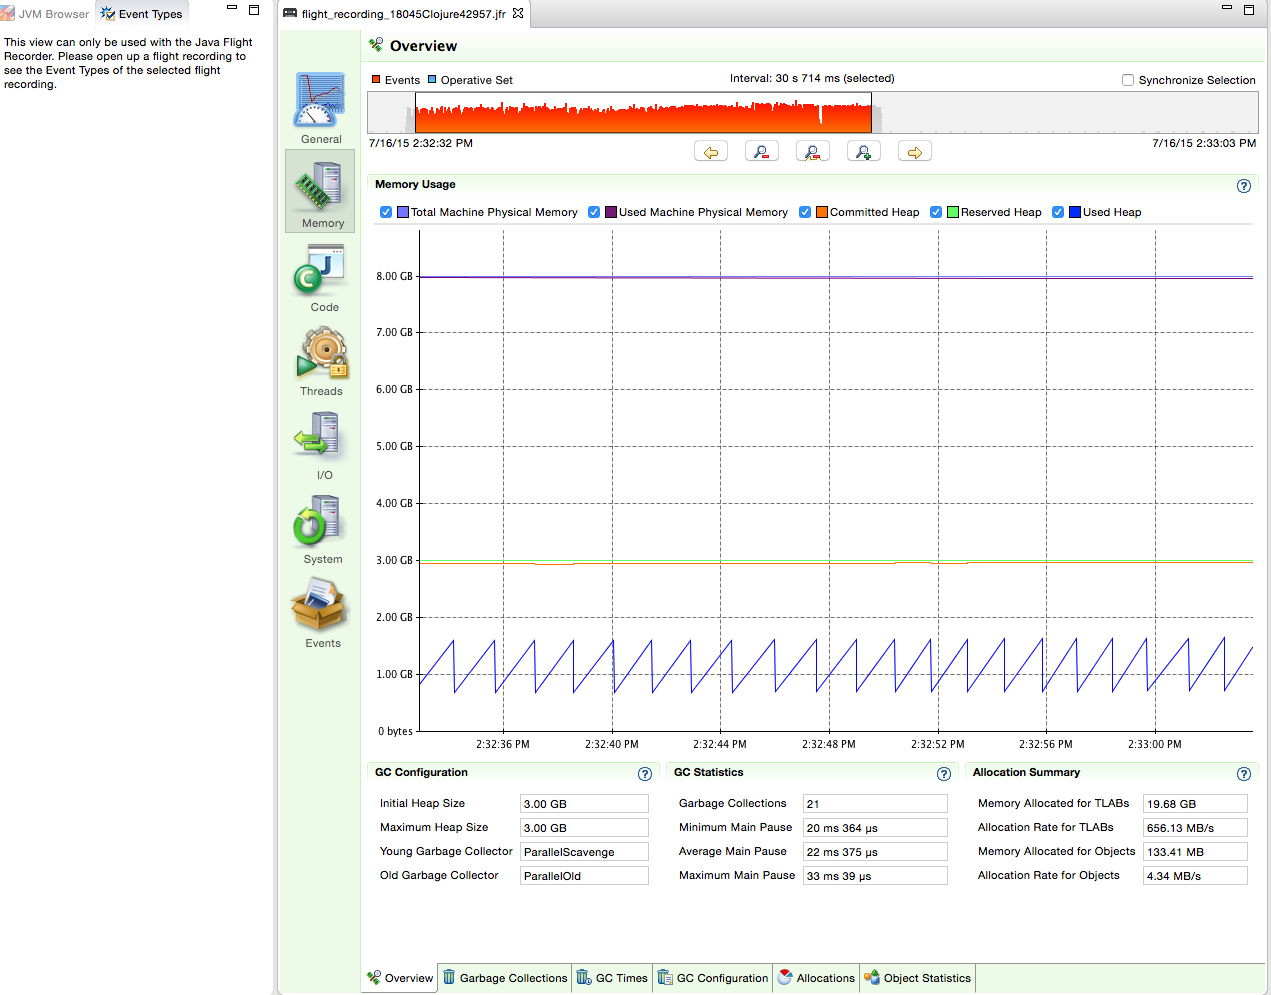 JVM Browser
Event Types
This view can only be used with the Java Flight
Recorder. Please open up a flight recording to
see the Event Types of the selected flight
recording.
flight_recording_18045Clojure42957.jfr
General
Memory
Code
Threads
I/O
System
Events
Overview
Events Operative Set
Interval: 30 s 714 ms (selected)
Synchronize Selection
7/16/15 2:32:32 PM
7/16/15 2:33:03 PM
Memory Usage
Total Machine Physical Memory Used Machine Physical Memory Committed Heap Reserved Heap Used Heap
8.00 GB
7.00 GB
6.00 GB
5.00 GB
4.00 GB
3.00 GB
2.00 GB
1.00 GB
0 bytes
2:32:36 PM 2:32:40 PM 2:32:44 PM 2:32:48 PM 2:32:52 PM 2:32:56 PM 2:33:00 PM
GC Configuration
Initial Heap Size 3.00 GB
Maximum Heap Size 3.00 GB
Young Garbage Collector ParallelScavenge
Old Garbage Collector ParallelOld
GC Statistics
Garbage Collections 21
Minimum Main Pause 20 ms 364 µs
Average Main Pause 22 ms 375 µs
Maximum Main Pause 33 ms 39 µs
Allocation Summary
Memory Allocated for TLABs 19.68 GB
Allocation Rate for TLABs 656.13 MB/s
Memory Allocated for Objects 133.41 MB
Allocation Rate for Objects 4.34 MB/s
Overview Garbage Collections GC Times GC Configuration Allocations Object Statistics